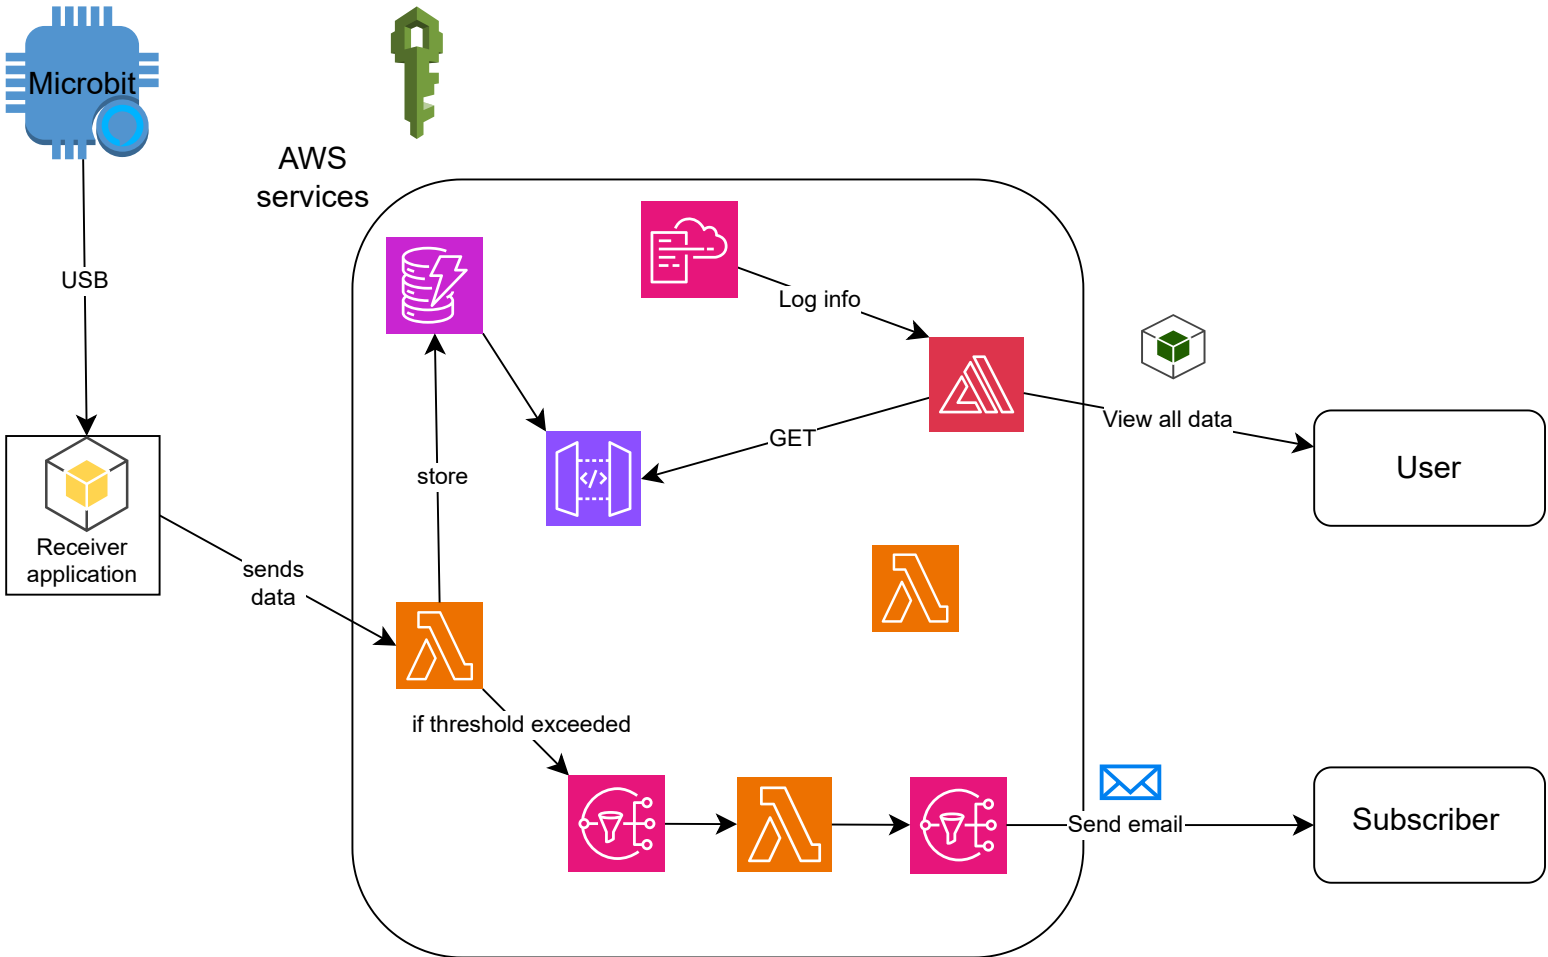 Microbit
AWS
services
USB
Log info
View all data
GET
User
store
Receiver
application
sends
data
if threshold exceeded
Send email
Subscriber